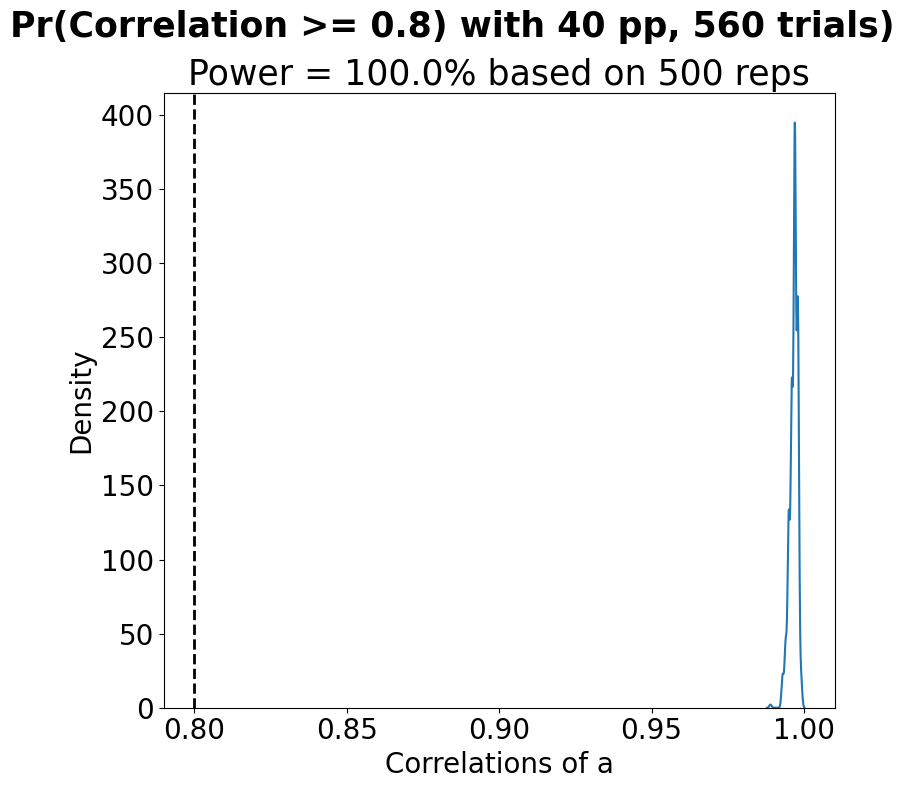 Pr(Correlation >= 0.8) with 40 pp, 560 trials)
Power = 100.0% based on 500 reps
400
350
300
250
200
150
100
50
0
Density
0.80 0.85 0.90 0.95 1.00
Correlations of a